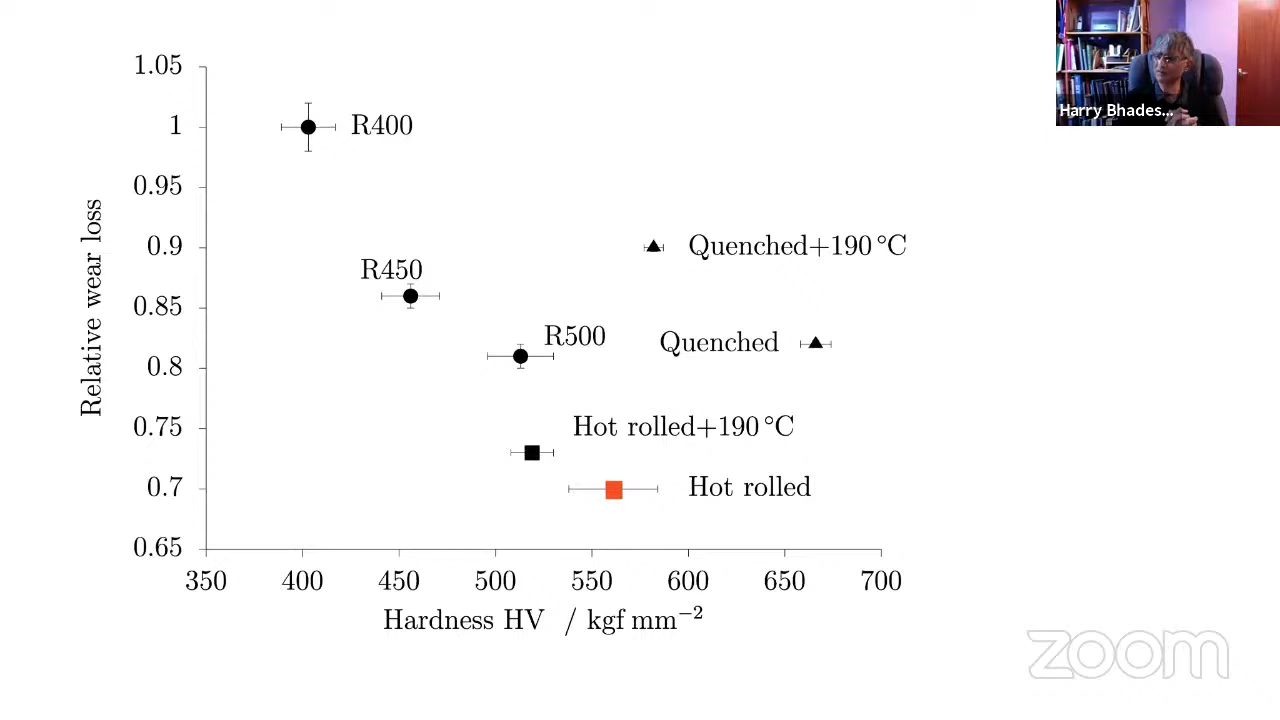 Harry Bhades...
1.05
1
0.95
0.9
0.85
0.8
0.75
0.7
0.65
Relative wear loss
R400
R450
R500
Quenched+190 °C
Quenched
Hot rolled+190 °C
Hot rolled
350 400 450 500 550 600 650 700
Hardness HV / kgf mm⁻²
zoom